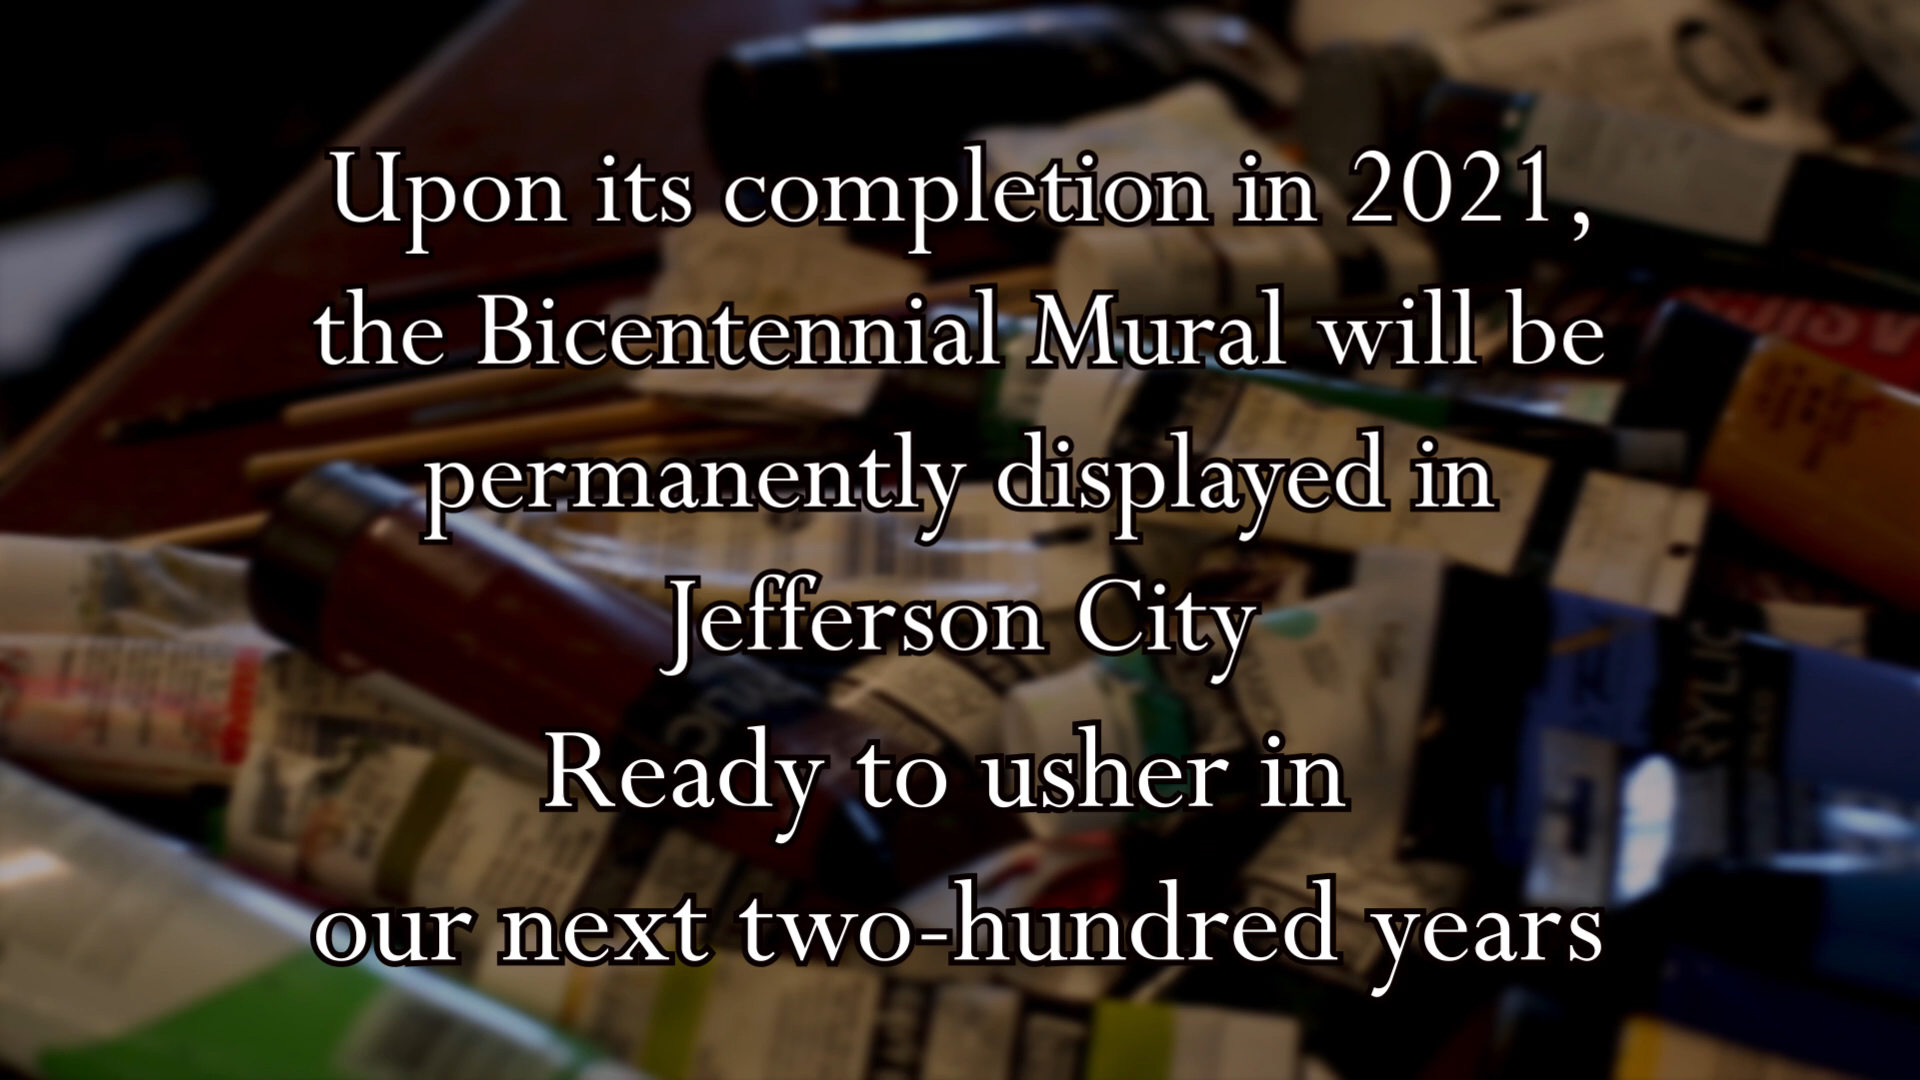 Upon its completion in 2021,
the Bicentennial Mural will be
permanently displayed in
Jefferson City
Ready to usher in
our next two-hundred years